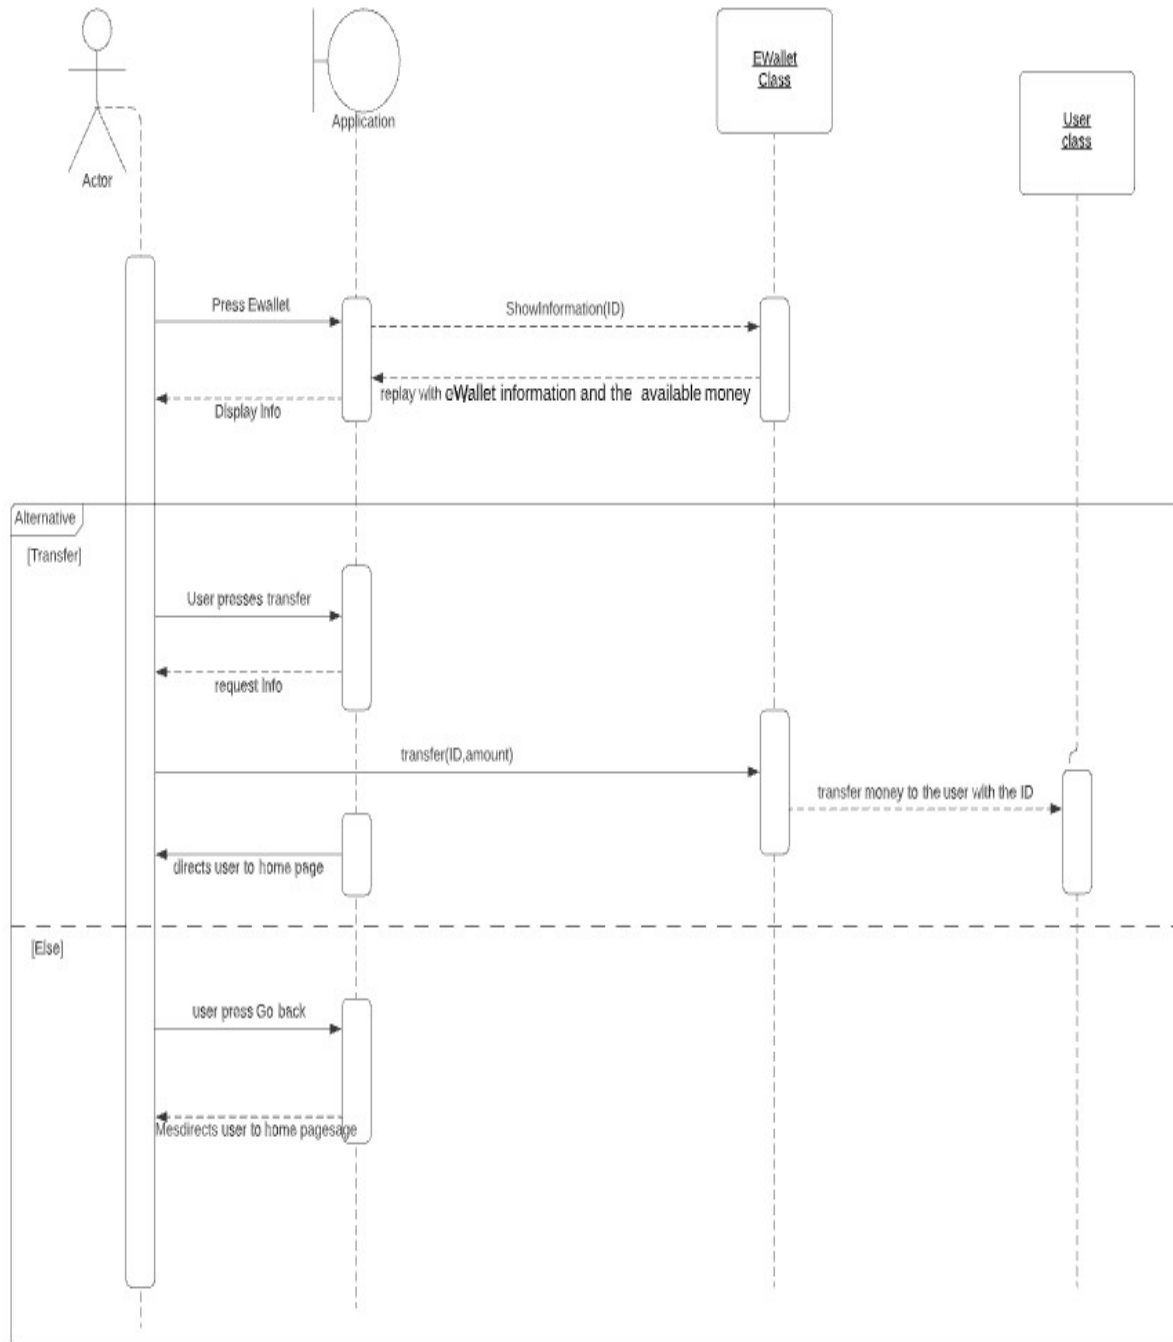 EWallet
Class
User
class
Application
Actor
Press Ewallet
ShowInformation(ID)
replay with eWallet information and the available money
Display Info
Alternative
[Transfer]
User presses transfer
request Info
transfer(ID,amount)
transfer money to the user with the ID
directs user to home page
[Else]
user press Go back
Mesdirects user to home pagesage